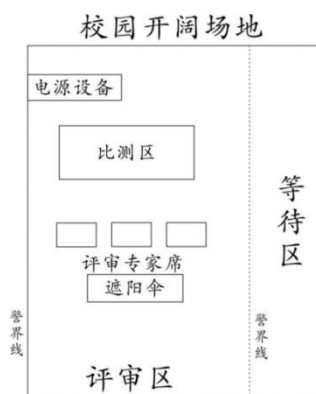 校园开阔场地
电源设备
比测区
等待区
评审专家席
遮阳伞
警界线
警界线
评审区